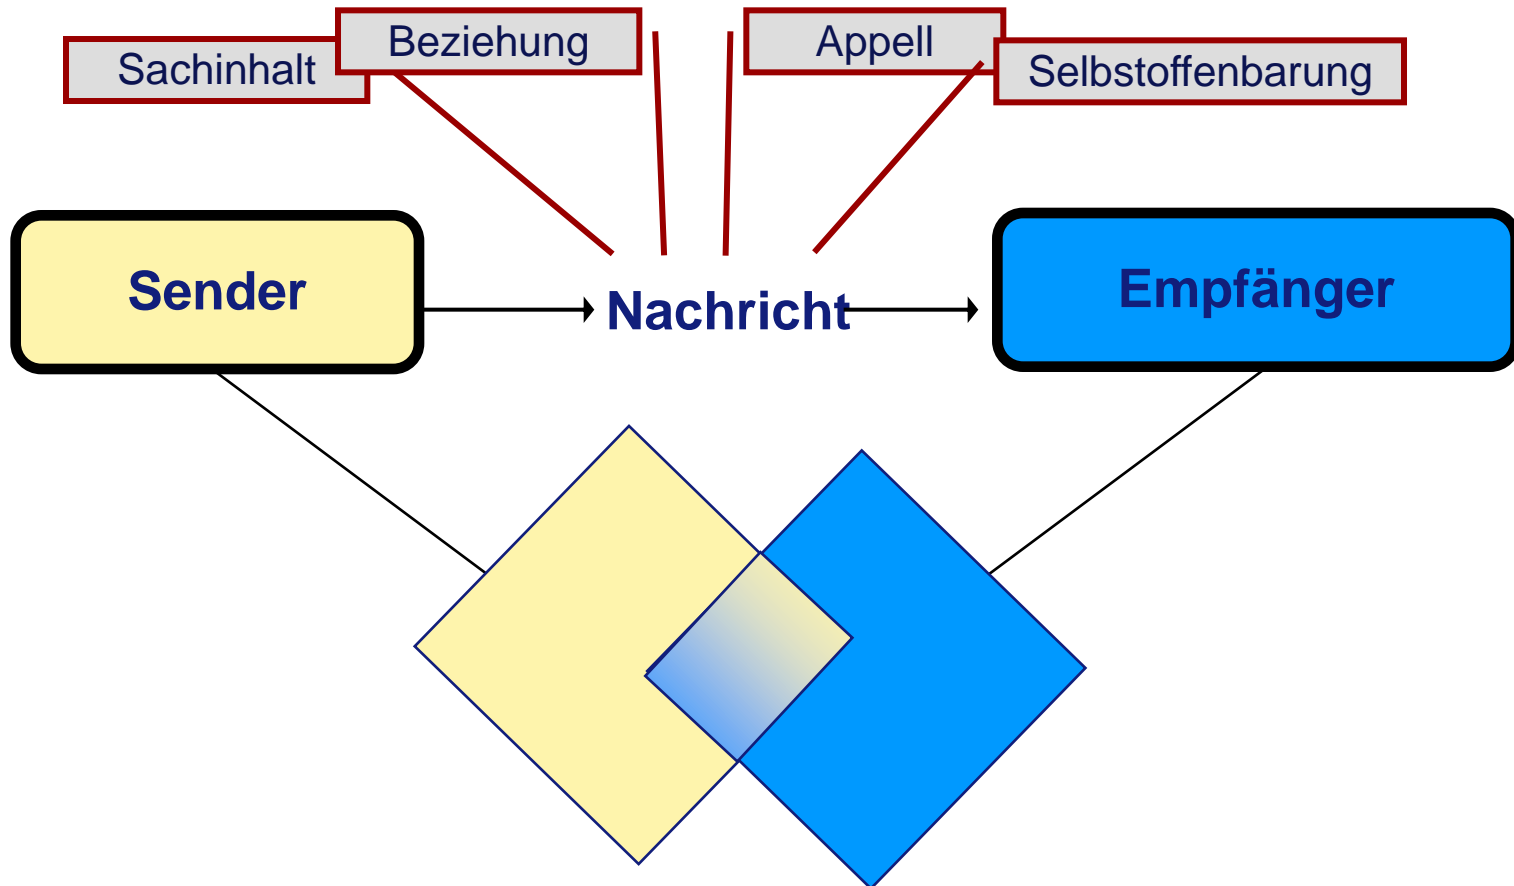 Sachinhalt
Beziehung
Appell
Selbstoffenbarung
Sender
Nachricht
Empfänger